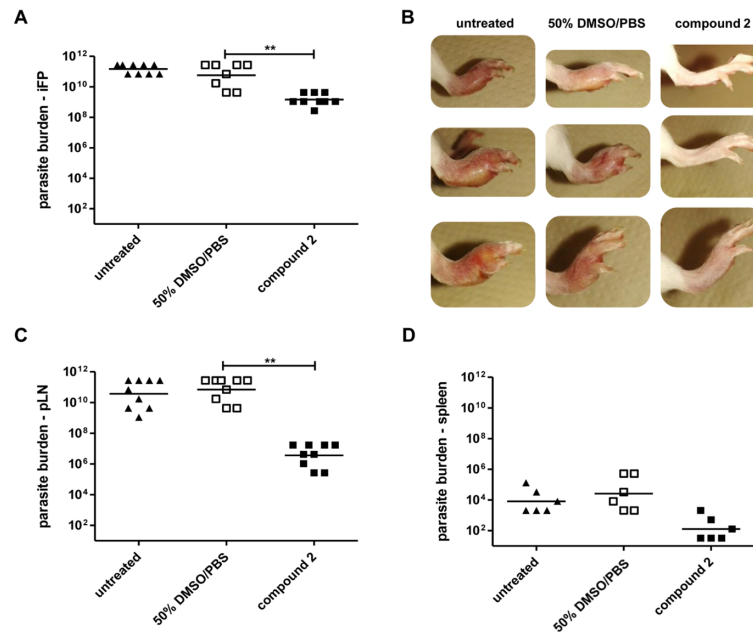 A
parasite burden - iFP
10^12
10^10
10^8
10^6
10^4
10^2
**
untreated
50% DMSO/PBS
compound 2
B
untreated
50% DMSO/PBS
compound 2
C
parasite burden - pLN
10^12
10^10
10^8
10^6
10^4
10^2
**
untreated
50% DMSO/PBS
compound 2
D
parasite burden - spleen
10^12
10^10
10^8
10^6
10^4
10^2
untreated
50% DMSO/PBS
compound 2